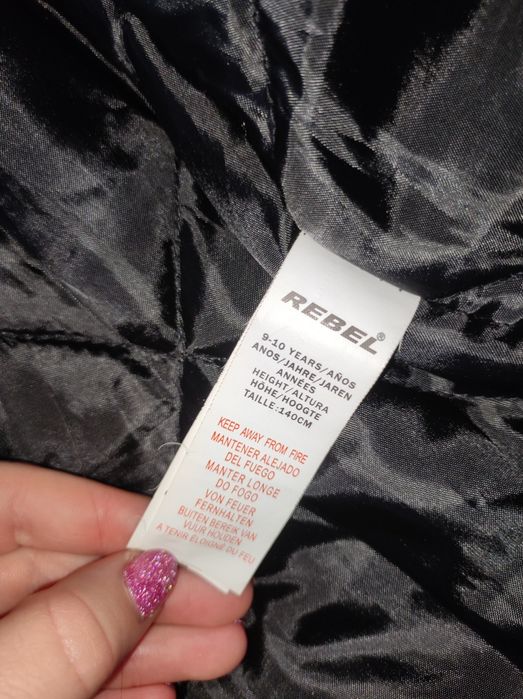 REBEL®
9-10 YEARS/AÑOS
ANOS/JAHRE/JAREN
ANNÉES
HEIGHT/ALTURA
HÖHE/HOOGTE
TAILLE:140CM
KEEP AWAY FROM FIRE
MANTENER ALEJADO
DEL FUEGO
MANTER LONGE
DO FOGO
VON FEUER
FERNHALTEN
BUITEN BEREIK VAN
VUUR HOUDEN
A TENIR ÉLOIGNÉ DU FEU